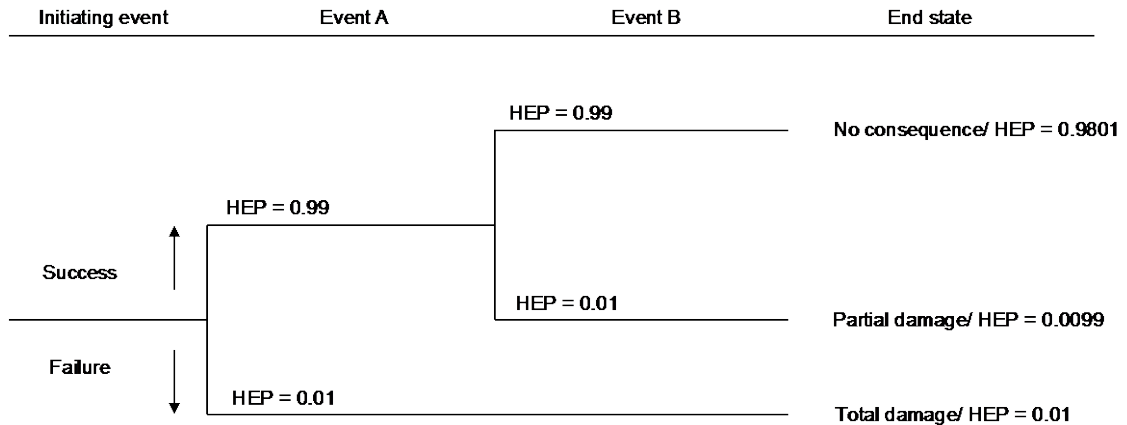 Initiating event Event A Event B End state
HEP = 0.99
No consequence/ HEP = 0.9801
HEP = 0.99
Success
HEP = 0.01
Partial damage/ HEP = 0.0099
Failure
HEP = 0.01
Total damage/ HEP = 0.01